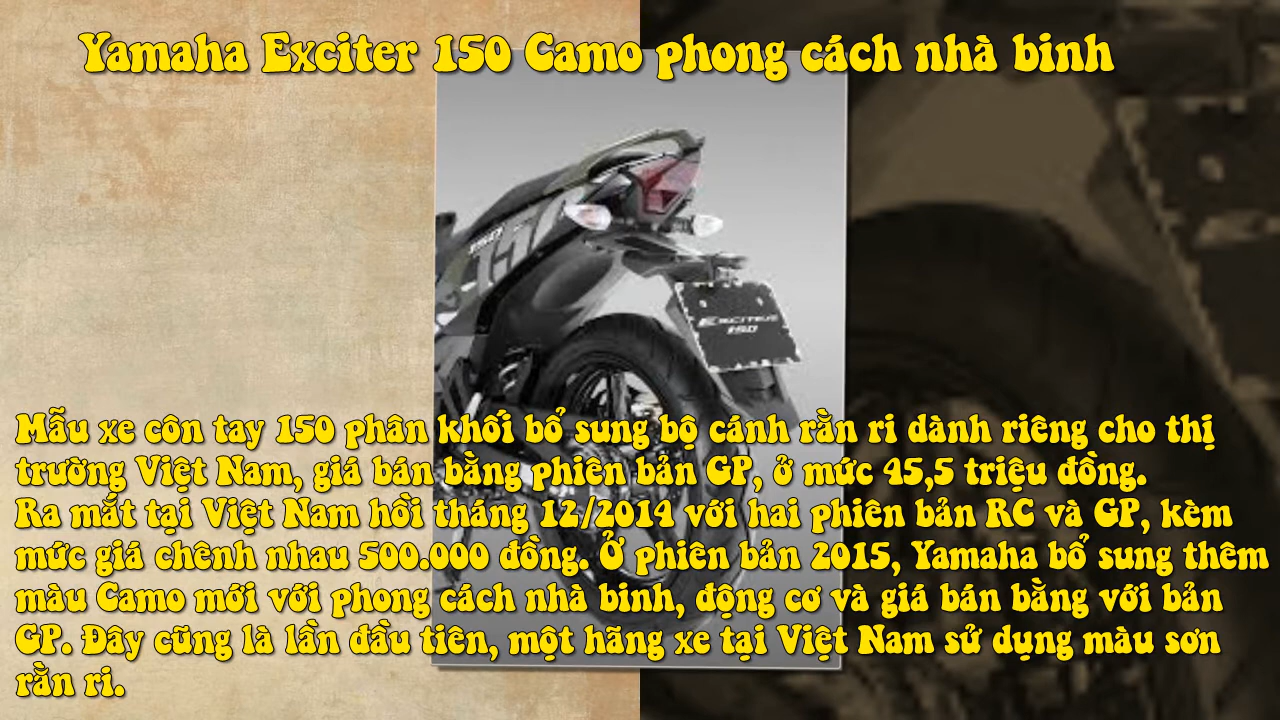 Yamaha Exciter 150 Camo phong cách nhà binh
150
EXCITER
150
Mẫu xe côn tay 150 phân khối bổ sung bộ cánh rằn ri dành riêng cho thị
trường Việt Nam, giá bán bằng phiên bản GP, ở mức 45,5 triệu đồng.
Ra mắt tại Việt Nam hồi tháng 12/2014 với hai phiên bản RC và GP, kèm
mức giá chênh nhau 500.000 đồng. Ở phiên bản 2015, Yamaha bổ sung thêm
màu Camo mới với phong cách nhà binh, động cơ và giá bán bằng với bản
GP. Đây cũng là lần đầu tiên, một hãng xe tại Việt Nam sử dụng màu sơn
rằn ri.